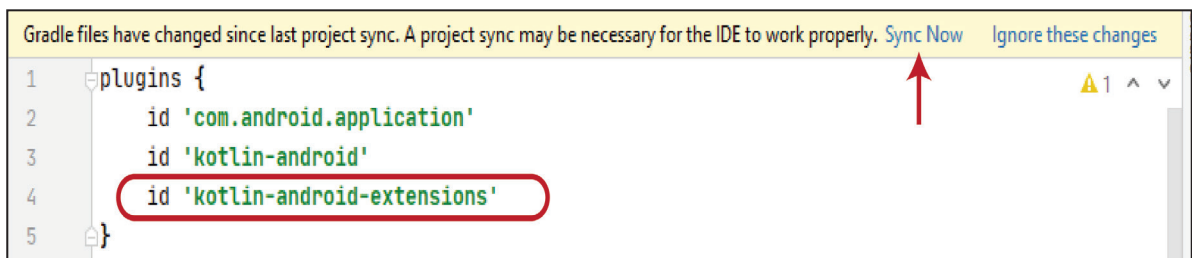 Gradle files have changed since last project sync. A project sync may be necessary for the IDE to work properly. Sync Now Ignore these changes
1 plugins { 1
2 id 'com.android.application'
3 id 'kotlin-android'
4 id 'kotlin-android-extensions'
5 }